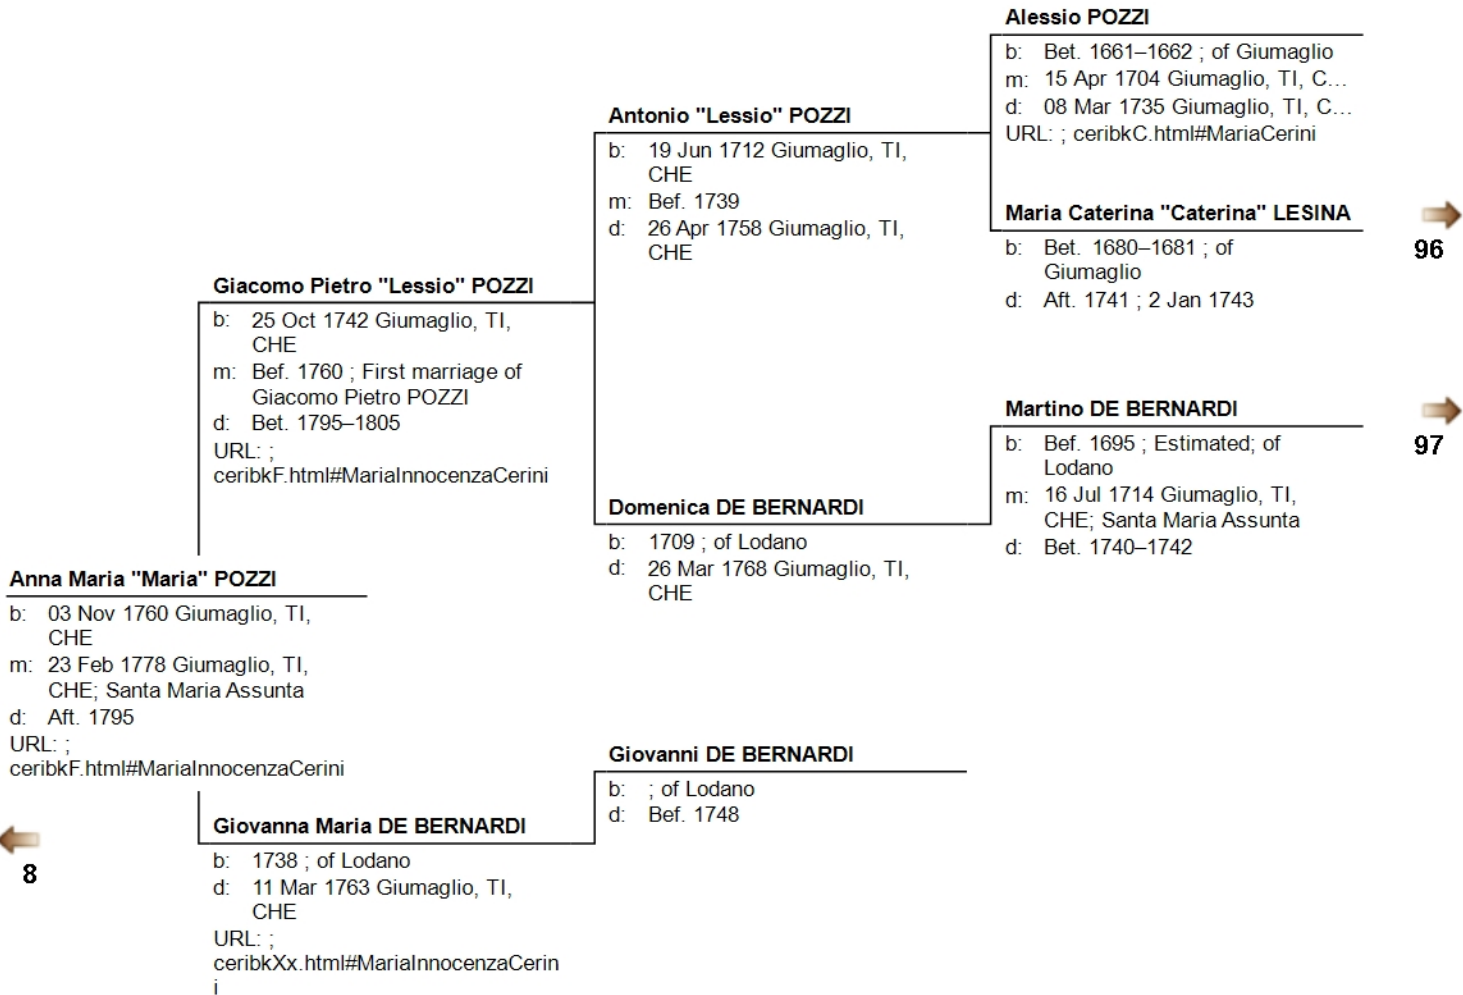 Alessio POZZI
b: Bet. 1661–1662 ; of Giumaglio
m: 15 Apr 1704 Giumaglio, TI, C...
d: 08 Mar 1735 Giumaglio, TI, C...
URL: ; ceribkC.html#MariaCerini
Antonio "Lessio" POZZI
b: 19 Jun 1712 Giumaglio, TI,
CHE
m: Bef. 1739
d: 26 Apr 1758 Giumaglio, TI,
CHE
Maria Caterina "Caterina" LESINA
b: Bet. 1680–1681 ; of
Giumaglio
d: Aft. 1741 ; 2 Jan 1743
96
Giacomo Pietro "Lessio" POZZI
b: 25 Oct 1742 Giumaglio, TI,
CHE
m: Bef. 1760 ; First marriage of
Giacomo Pietro POZZI
d: Bet. 1795–1805
URL: ;
ceribkF.html#MariaInnocenzaCerini
Martino DE BERNARDI
b: Bef. 1695 ; Estimated; of
Lodano
m: 16 Jul 1714 Giumaglio, TI,
CHE; Santa Maria Assunta
d: Bet. 1740–1742
97
Domenica DE BERNARDI
b: 1709 ; of Lodano
d: 26 Mar 1768 Giumaglio, TI,
CHE
Anna Maria "Maria" POZZI
b: 03 Nov 1760 Giumaglio, TI,
CHE
m: 23 Feb 1778 Giumaglio, TI,
CHE; Santa Maria Assunta
d: Aft. 1795
URL: ;
ceribkF.html#MariaInnocenzaCerini
Giovanni DE BERNARDI
b: ; of Lodano
d: Bef. 1748
Giovanna Maria DE BERNARDI
b: 1738 ; of Lodano
d: 11 Mar 1763 Giumaglio, TI,
CHE
URL: ;
ceribkXx.html#MariaInnocenzaCerin
i
8